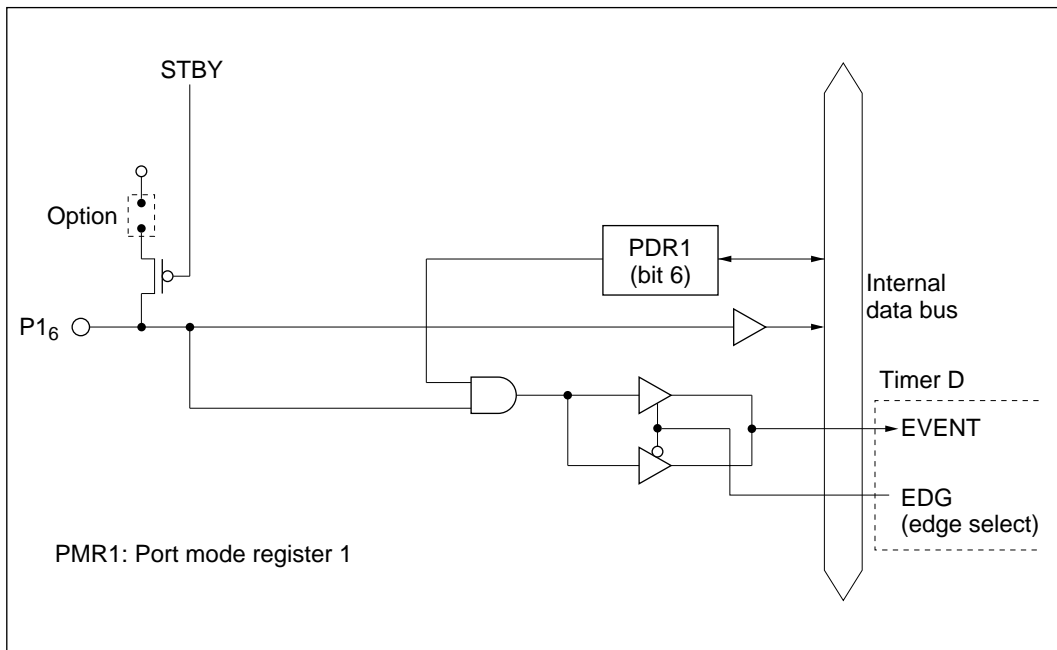 STBY
Option
PDR1
(bit 6)
Internal
data bus
P1₆
Timer D
EVENT
EDG
(edge select)
PMR1: Port mode register 1